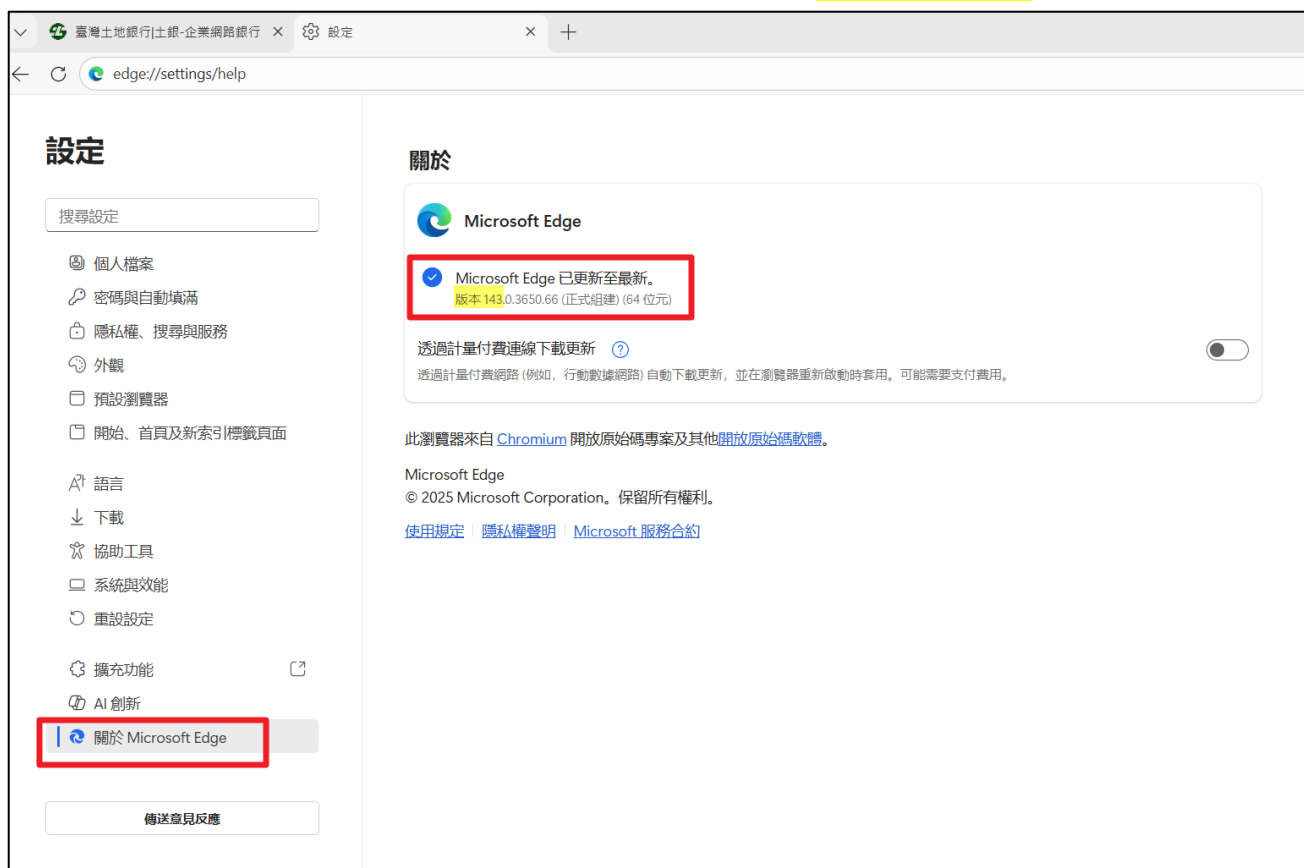 臺灣土地銀行|土銀-企業網路銀行
設定
edge://settings/help
設定
搜尋設定
個人檔案
密碼與自動填滿
隱私權、搜尋與服務
外觀
預設瀏覽器
開始、首頁及新索引標籤頁面
語言
下載
協助工具
系統與效能
重設設定
擴充功能
AI 創新
關於 Microsoft Edge
傳送意見反應
關於
Microsoft Edge
Microsoft Edge 已更新至最新。
版本 143.0.3650.66 (正式組建) (64 位元)
透過計量付費連線下載更新
透過計量付費網路 (例如，行動數據網路) 自動下載更新，並在瀏覽器重新啟動時套用。可能需要支付費用。
此瀏覽器來自 Chromium 開放原始碼專案及其他開放原始碼軟體。
Microsoft Edge
© 2025 Microsoft Corporation。保留所有權利。
使用規定 隱私權聲明 Microsoft 服務合約